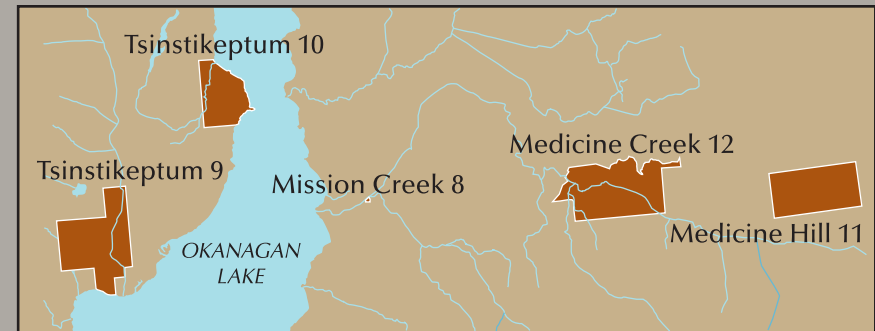 Tsinstikeptum 10
Medicine Creek 12
Tsinstikeptum 9
Mission Creek 8
Medicine Hill 11
OKANAGAN
LAKE